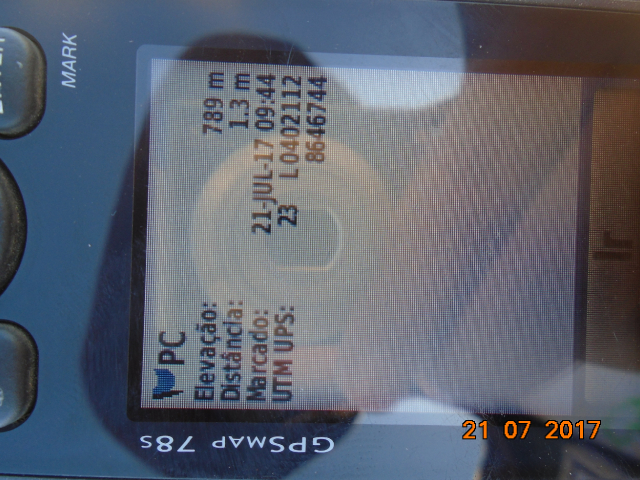 PC
Elevação: 789 m
Distância: 1.3 m
Marcado: 21-JUL-17 09:44
UTM UPS: 23 L 0402112
8646744
Ir
MARK
GPSMAP 78s
21 07 2017